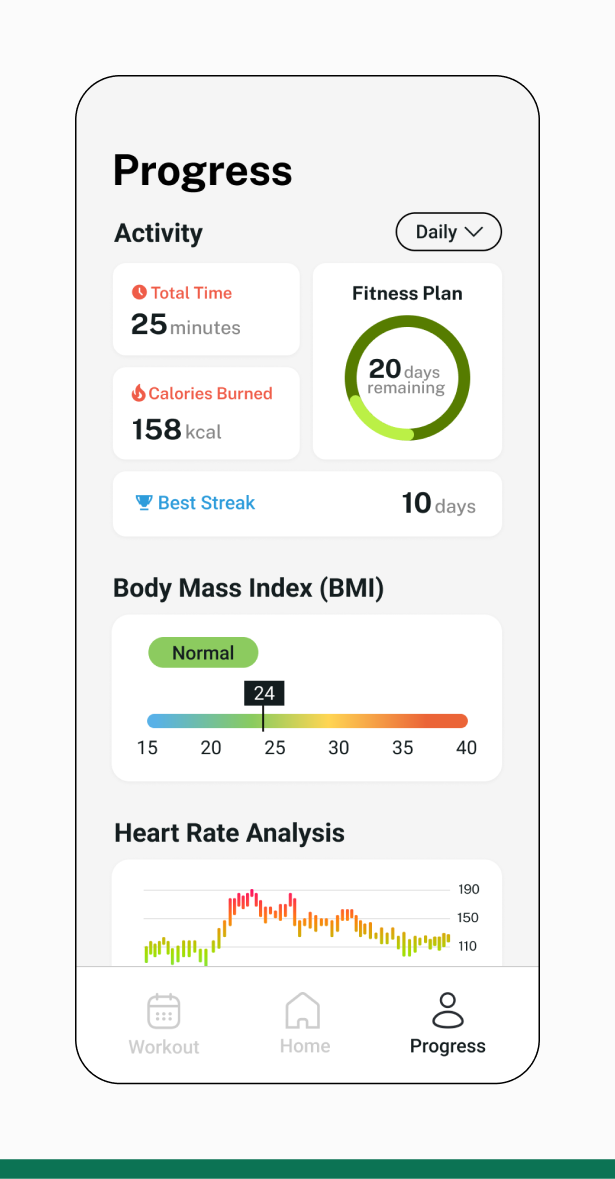 Progress
Activity
Daily
Total Time
25 minutes
Calories Burned
158 kcal
Fitness Plan
20 days
remaining
Best Streak
10 days
Body Mass Index (BMI)
Normal
24
15 20 25 30 35 40
Heart Rate Analysis
190
150
110
Workout
Home
Progress